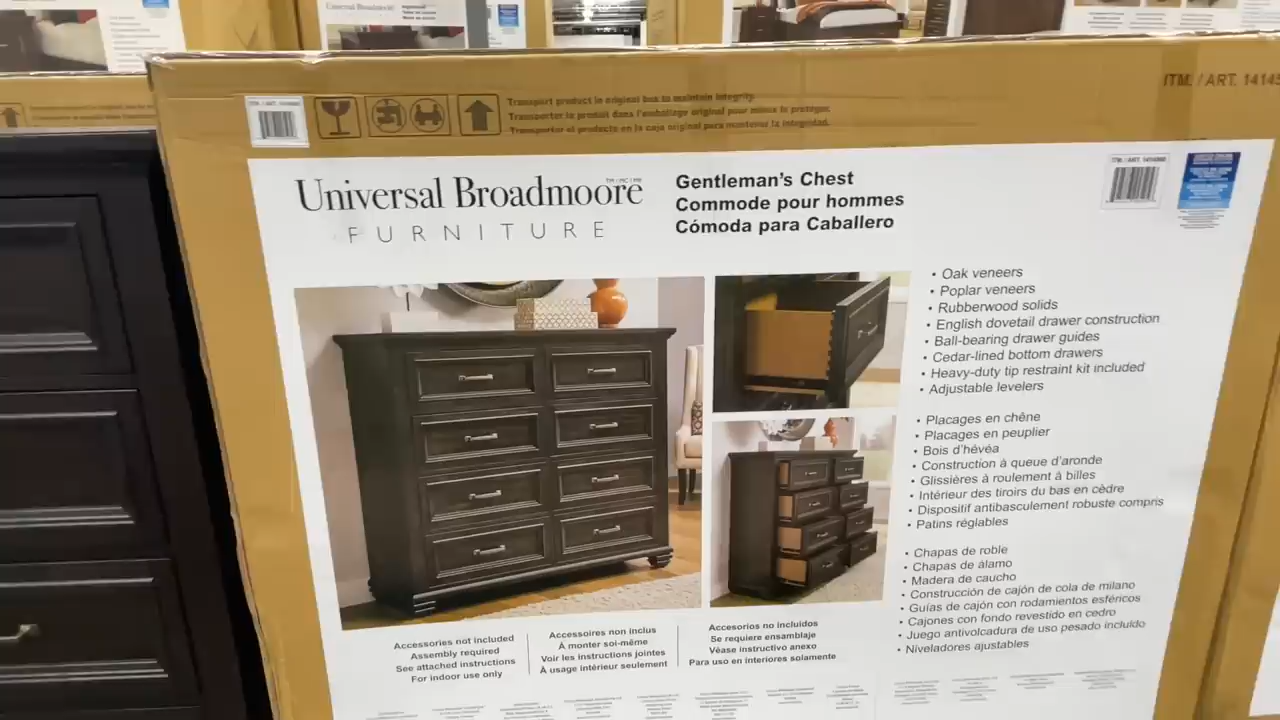 Universal Broadmoore
ITM. / ART. 1414
Transport product in original box to maintain integrity.
Transporter le produit dans l'emballage original pour mieux le protéger.
Transportar el producto en la caja original para mantener la integridad.
ITM. / ART.
Universal Broadmoore
FURNITURE
Gentleman's Chest
Commode pour hommes
Cómoda para Caballero
• Oak veneers
• Poplar veneers
• Rubberwood solids
• English dovetail drawer construction
• Ball-bearing drawer guides
• Cedar-lined bottom drawers
• Heavy-duty tip restraint kit included
• Adjustable levelers
• Placages en chêne
• Placages en peuplier
• Bois d'hévéa
• Construction à queue d'aronde
• Glissières à roulement à billes
• Intérieur des tiroirs du bas en cèdre
• Dispositif antibasculement robuste compris
• Patins réglables
• Chapas de roble
• Chapas de álamo
• Madera de caucho
• Construcción de cajón de cola de milano
• Guías de cajón con rodamientos esféricos
• Cajones con fondo revestido en cedro
• Juego antivolcadura de uso pesado incluido
• Niveladores ajustables
Accessories not included
Assembly required
See attached instructions
For indoor use only
Accessoires non inclus
À monter soi-même
Voir les instructions jointes
À usage intérieur seulement
Accesorios no incluidos
Se requiere ensamblaje
Véase instructivo anexo
Para uso en interiores solamente